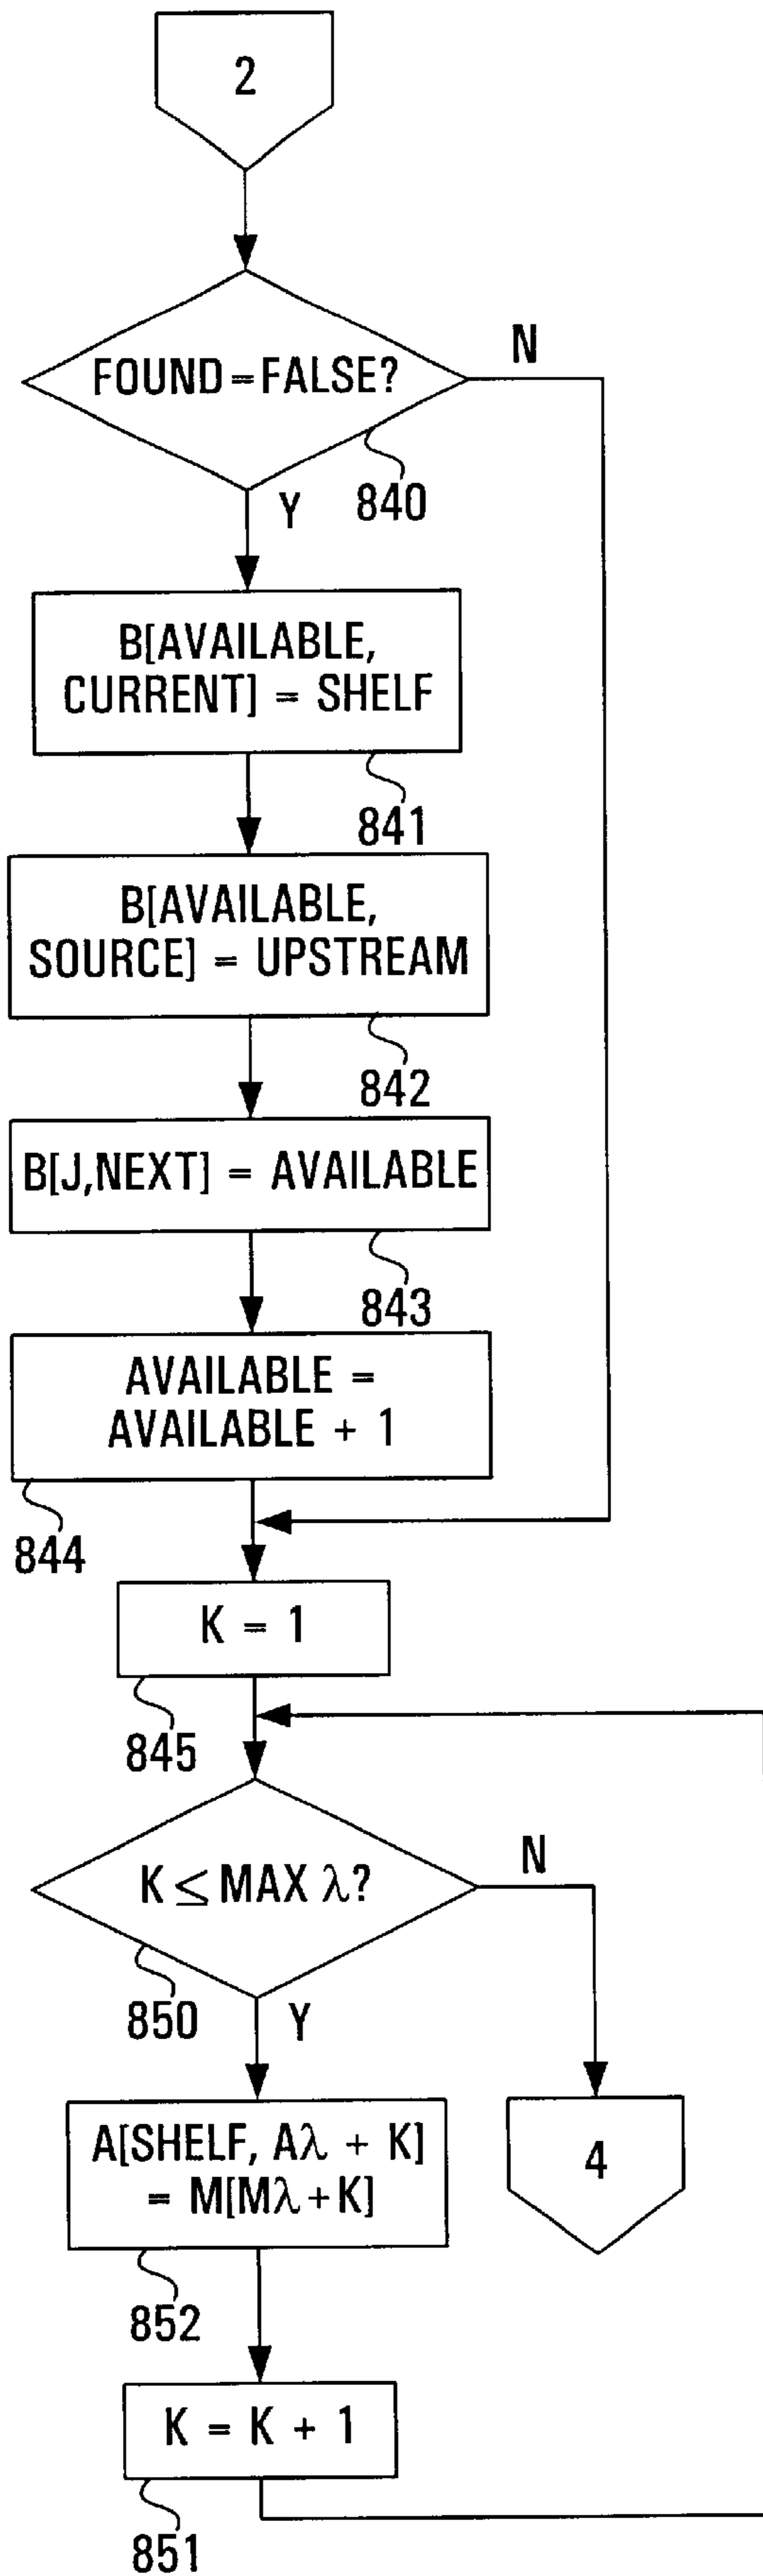 2
FOUND = FALSE?
N
840
Y
B[AVAILABLE,
CURRENT] = SHELF
841
B[AVAILABLE,
SOURCE] = UPSTREAM
842
B[J,NEXT] = AVAILABLE
843
AVAILABLE =
AVAILABLE + 1
844
K = 1
845
K ≤ MAX λ?
N
850
Y
A[SHELF, Aλ + K]
= M[Mλ+K]
4
852
K = K + 1
851